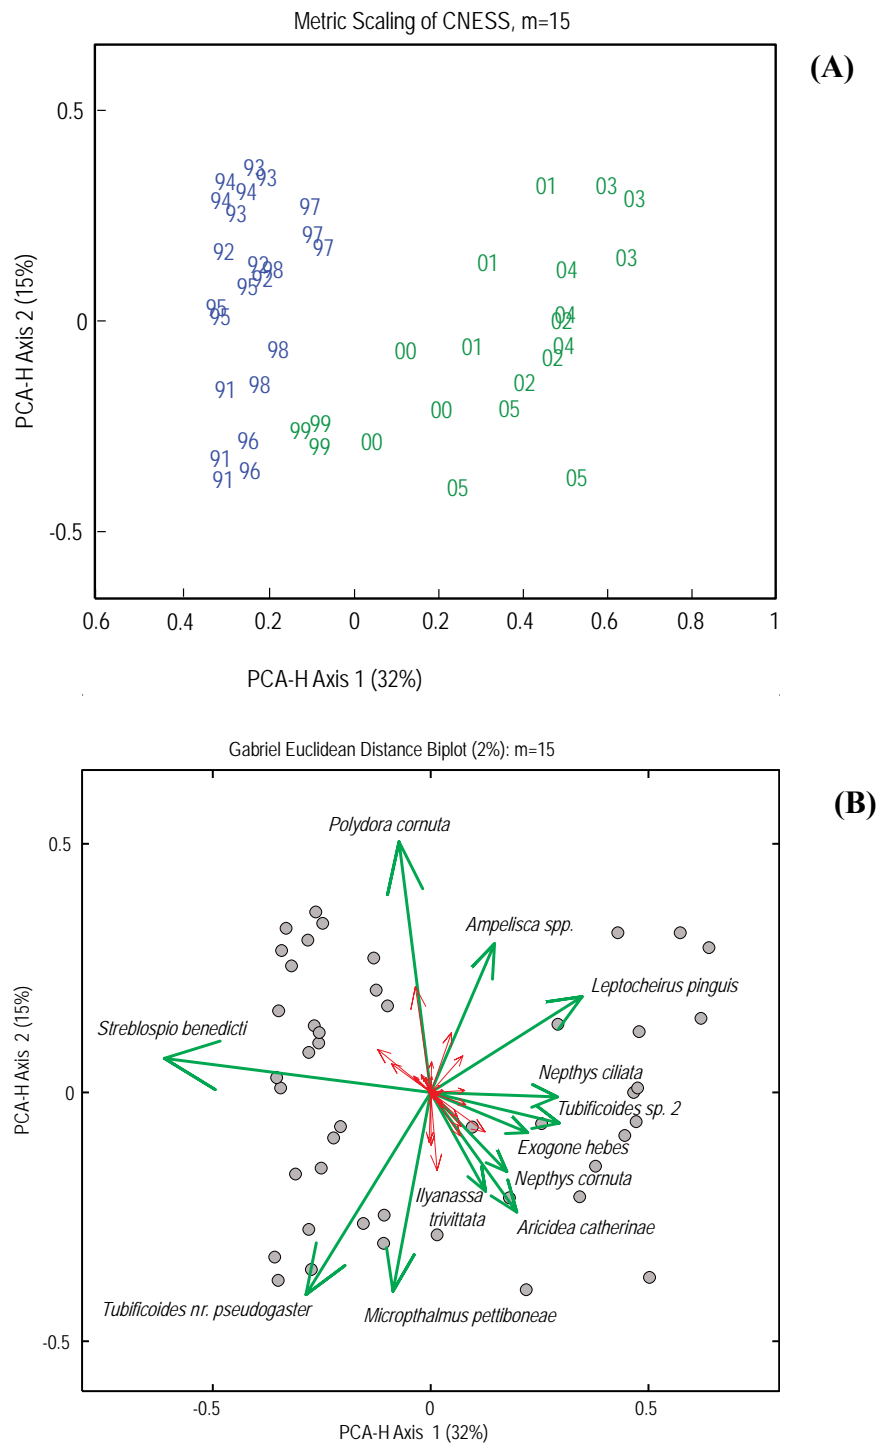 Metric Scaling of CNESS, m=15
(A)
0.5
93
93
94
94
94
93
97
97
97
92
92
98
92
95
95
95
98
98
91
96
91
96
91
99
99
99
00
00
00
01
01
01
03
03
03
04
04
02
04
02
02
05
05
05
PCA-H Axis 2 (15%)
0
-0.5
0.6 0.4 0.2 0 0.2 0.4 0.6 0.8 1
PCA-H Axis 1 (32%)
Gabriel Euclidean Distance Biplot (2%): m=15
(B)
Polydora cornuta
0.5
Ampelisca spp.
Leptocheirus pinguis
Streblospio benedicti
PCA-H Axis 2 (15%)
Nepthys ciliata
0
Tubificoides sp. 2
Exogone hebes
Nepthys cornuta
Ilyanassa
trivittata
Aricidea catherinae
Tubificoides nr. pseudogaster
Micropthalmus pettiboneae
-0.5
-0.5 0 0.5
PCA-H Axis 1 (32%)